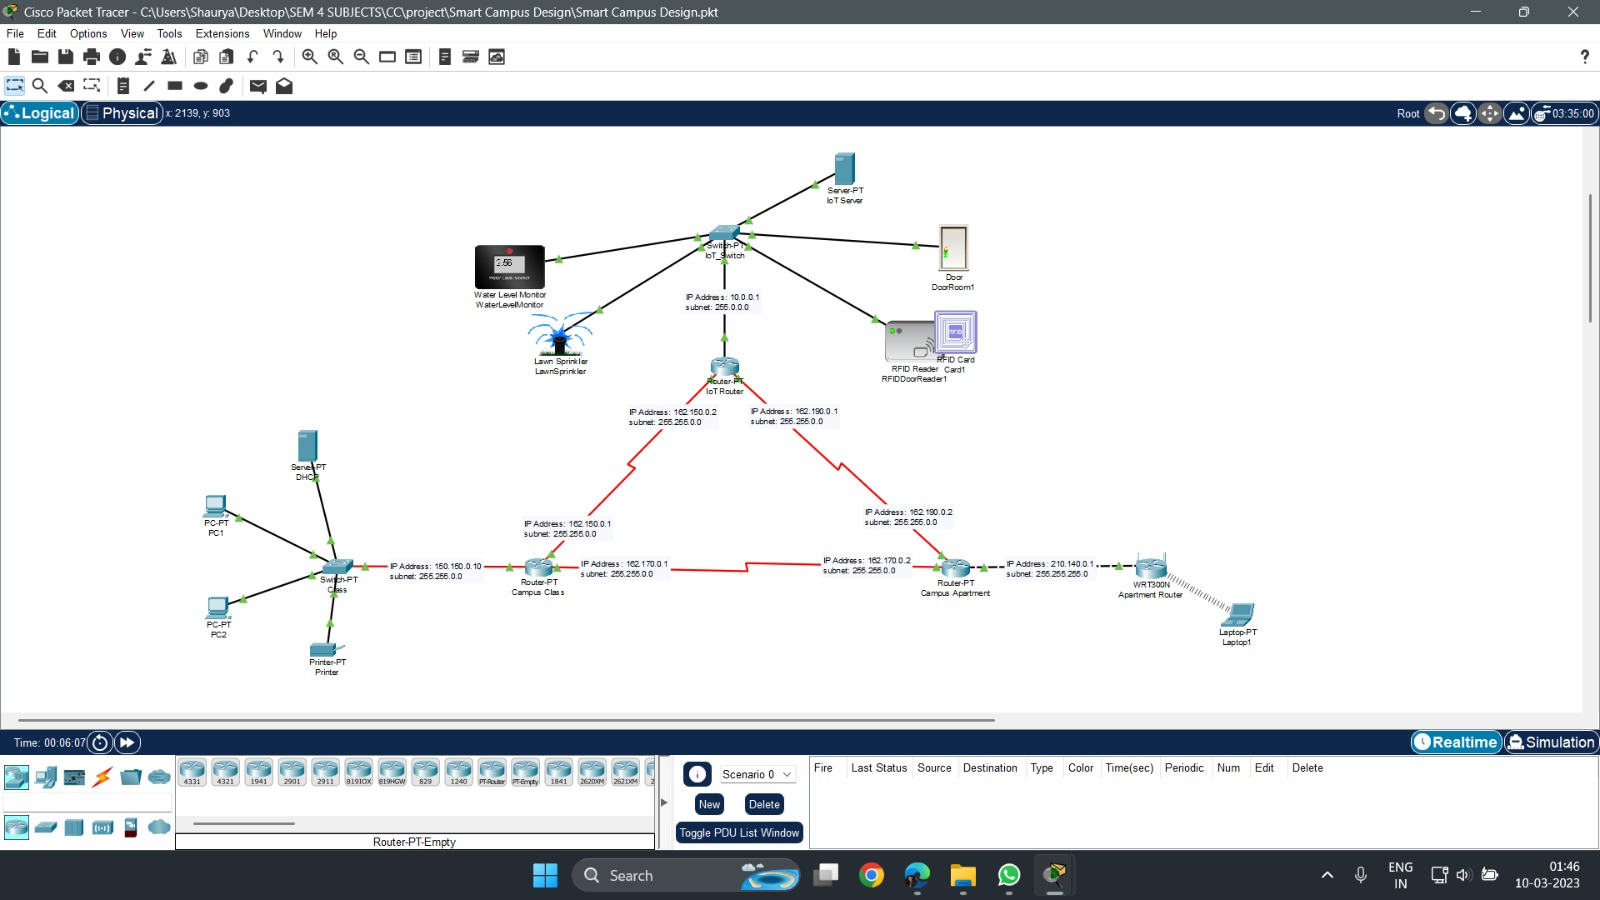 Cisco Packet Tracer - C:\Users\Shaurya\Desktop\SEM 4 SUBJECTS\CC\project\Smart Campus Design\Smart Campus Design.pkt
File Edit Options View Tools Extensions Window Help
?
Logical Physical x: 2139, y: 903
Root 03:35:00
Server-PT
IoT Server
Switch-PT
IoT_Switch
2.56
Water Level Monitor
WaterLevelMonitor
Door
DoorRoom1
IP Address: 10.0.0.1
subnet: 255.0.0.0
Lawn Sprinkler
LawnSprinkler
RFID
RFID Card
Card1
RFID Reader
RFIDDoorReader1
Router-PT
IoT Router
IP Address: 162.150.0.2
subnet: 255.255.0.0
IP Address: 162.190.0.1
subnet: 255.255.0.0
Server-PT
DHCP
PC-PT
PC1
IP Address: 162.150.0.1
subnet: 255.255.0.0
IP Address: 162.190.0.2
subnet: 255.255.0.0
Switch-PT
Class
IP Address: 150.150.0.10
subnet: 255.255.0.0
Router-PT
Campus Class
IP Address: 162.170.0.1
subnet: 255.255.0.0
IP Address: 162.170.0.2
subnet: 255.255.0.0
Router-PT
Campus Apartment
IP Address: 210.140.0.1
subnet: 255.255.255.0
WRT300N
Apartment Router
PC-PT
PC2
Laptop-PT
Laptop1
Printer-PT
Printer
Time: 00:06:07
Realtime Simulation
4331 4321 1941 2901 2911 819IOX 819HGW 829 1240 PT-Router PT-Empty 1841 2620XM 2621XM 2
Router-PT-Empty
Scenario 0
New Delete
Toggle PDU List Window
Fire Last Status Source Destination Type Color Time(sec) Periodic Num Edit Delete
Search
ENG
IN
01:46
10-03-2023